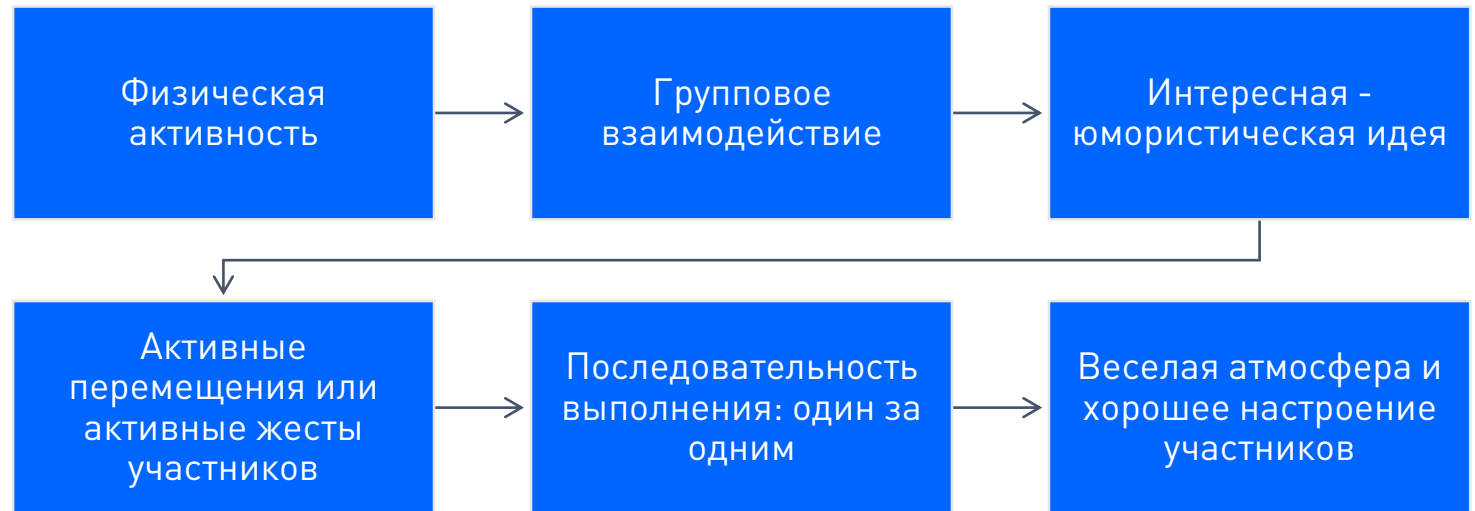 Физическая
активность
Групповое
взаимодействие
Интересная -
юмористическая идея
Активные
перемещения или
активные жесты
участников
Последовательность
выполнения: один за
одним
Веселая атмосфера и
хорошее настроение
участников